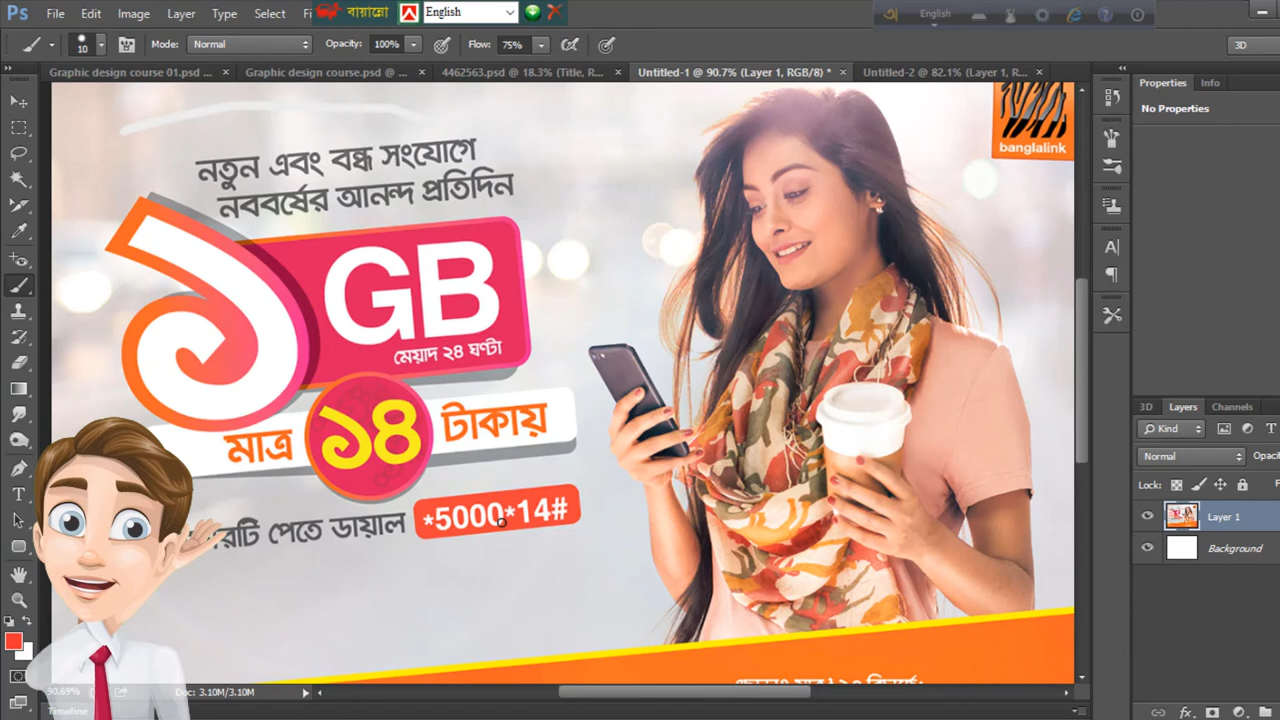 Ps File Edit Image Layer Type Select
বায়ান্নো English
English
10 Mode: Normal Opacity: 100% Flow: 75% 3D
Graphic design course 01.psd ... × Graphic design course.psd @ ... × 4462563.psd @ 18.3% (Title, R... × Untitled-1 @ 90.7% (Layer 1, RGB/8) * × Untitled-2 @ 82.1% (Layer 1, R... ×
Properties Info
No Properties
banglalink
নতুন এবং বন্ধ সংযোগে
নববর্ষের আনন্দ প্রতিদিন
১GB
মেয়াদ ২৪ ঘণ্টা
মাত্র ১৪ টাকায়
পেতে ডায়াল *5000*14#
3D Layers Channels
Kind
Normal
Lock:
Layer 1
Background
90.69% Doc: 3.10M/3.10M
Timeline